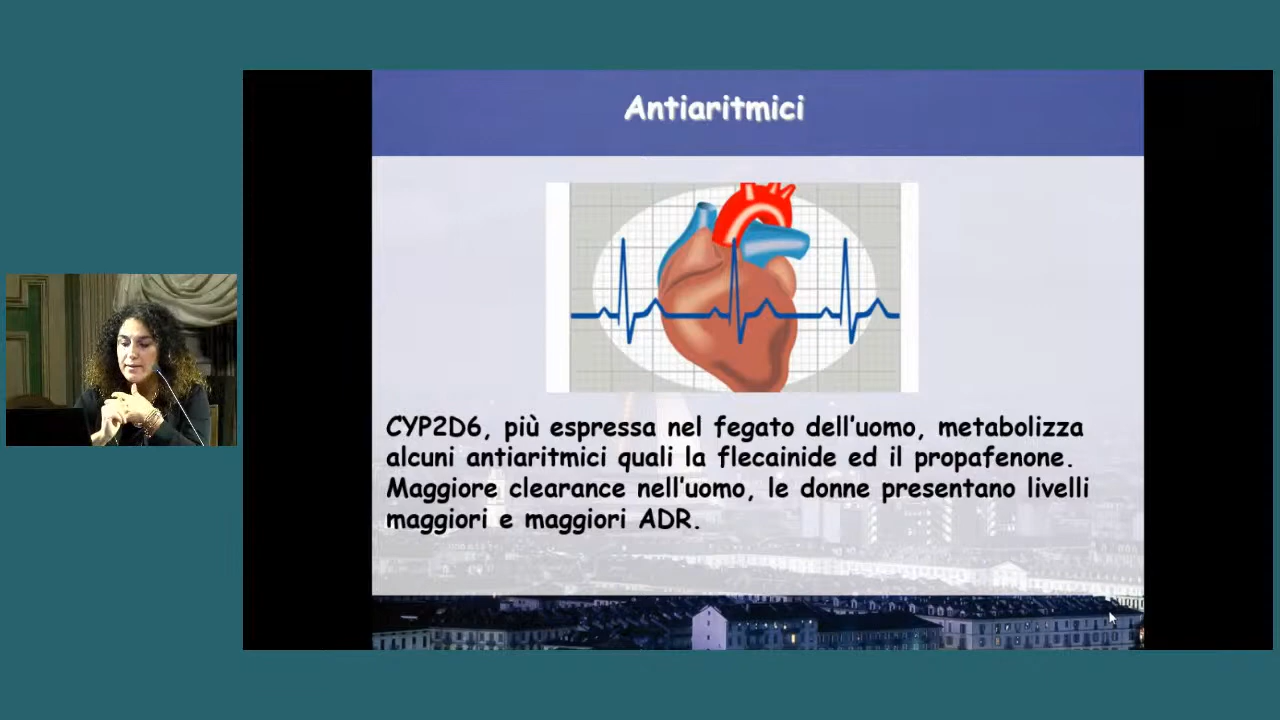 Antiaritmici
CYP2D6, più espressa nel fegato dell'uomo, metabolizza
alcuni antiaritmici quali la flecainide ed il propafenone.
Maggiore clearance nell'uomo, le donne presentano livelli
maggiori e maggiori ADR.